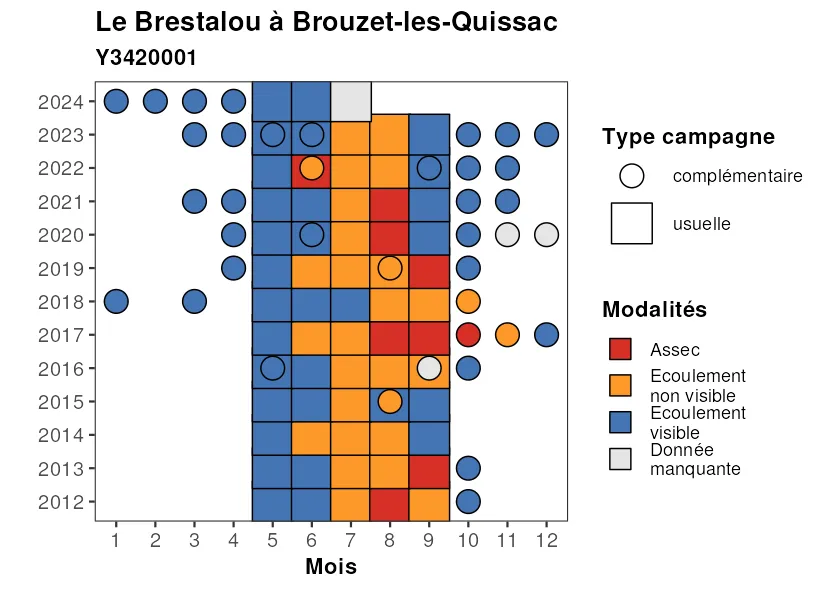 Le Brestalou à Brouzet-les-Quissac
Y3420001
2024
2023
2022
2021
2020
2019
2018
2017
2016
2015
2014
2013
2012
1 2 3 4 5 6 7 8 9 10 11 12
Mois
Type campagne
complémentaire
usuelle
Modalités
Assec
Ecoulement
non visible
Ecoulement
visible
Donnée
manquante